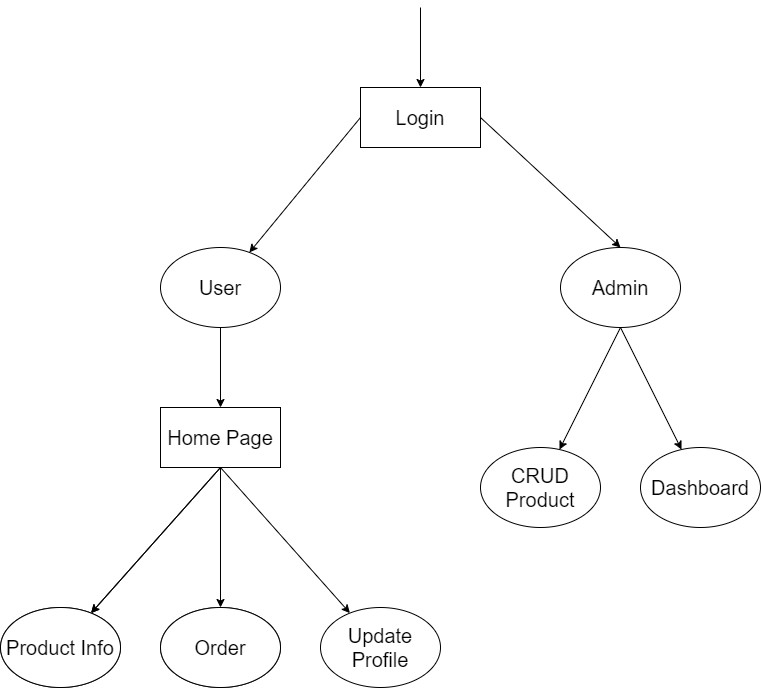 Login
User
Admin
Home Page
CRUD
Product
Dashboard
Product Info
Order
Update
Profile